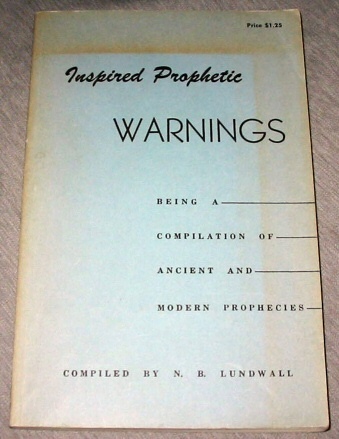 Price $1.25
Inspired Prophetic
WARNINGS
BEING A
COMPILATION OF
ANCIENT AND
MODERN PROPHECIES
COMPILED BY N. B. LUNDWALL